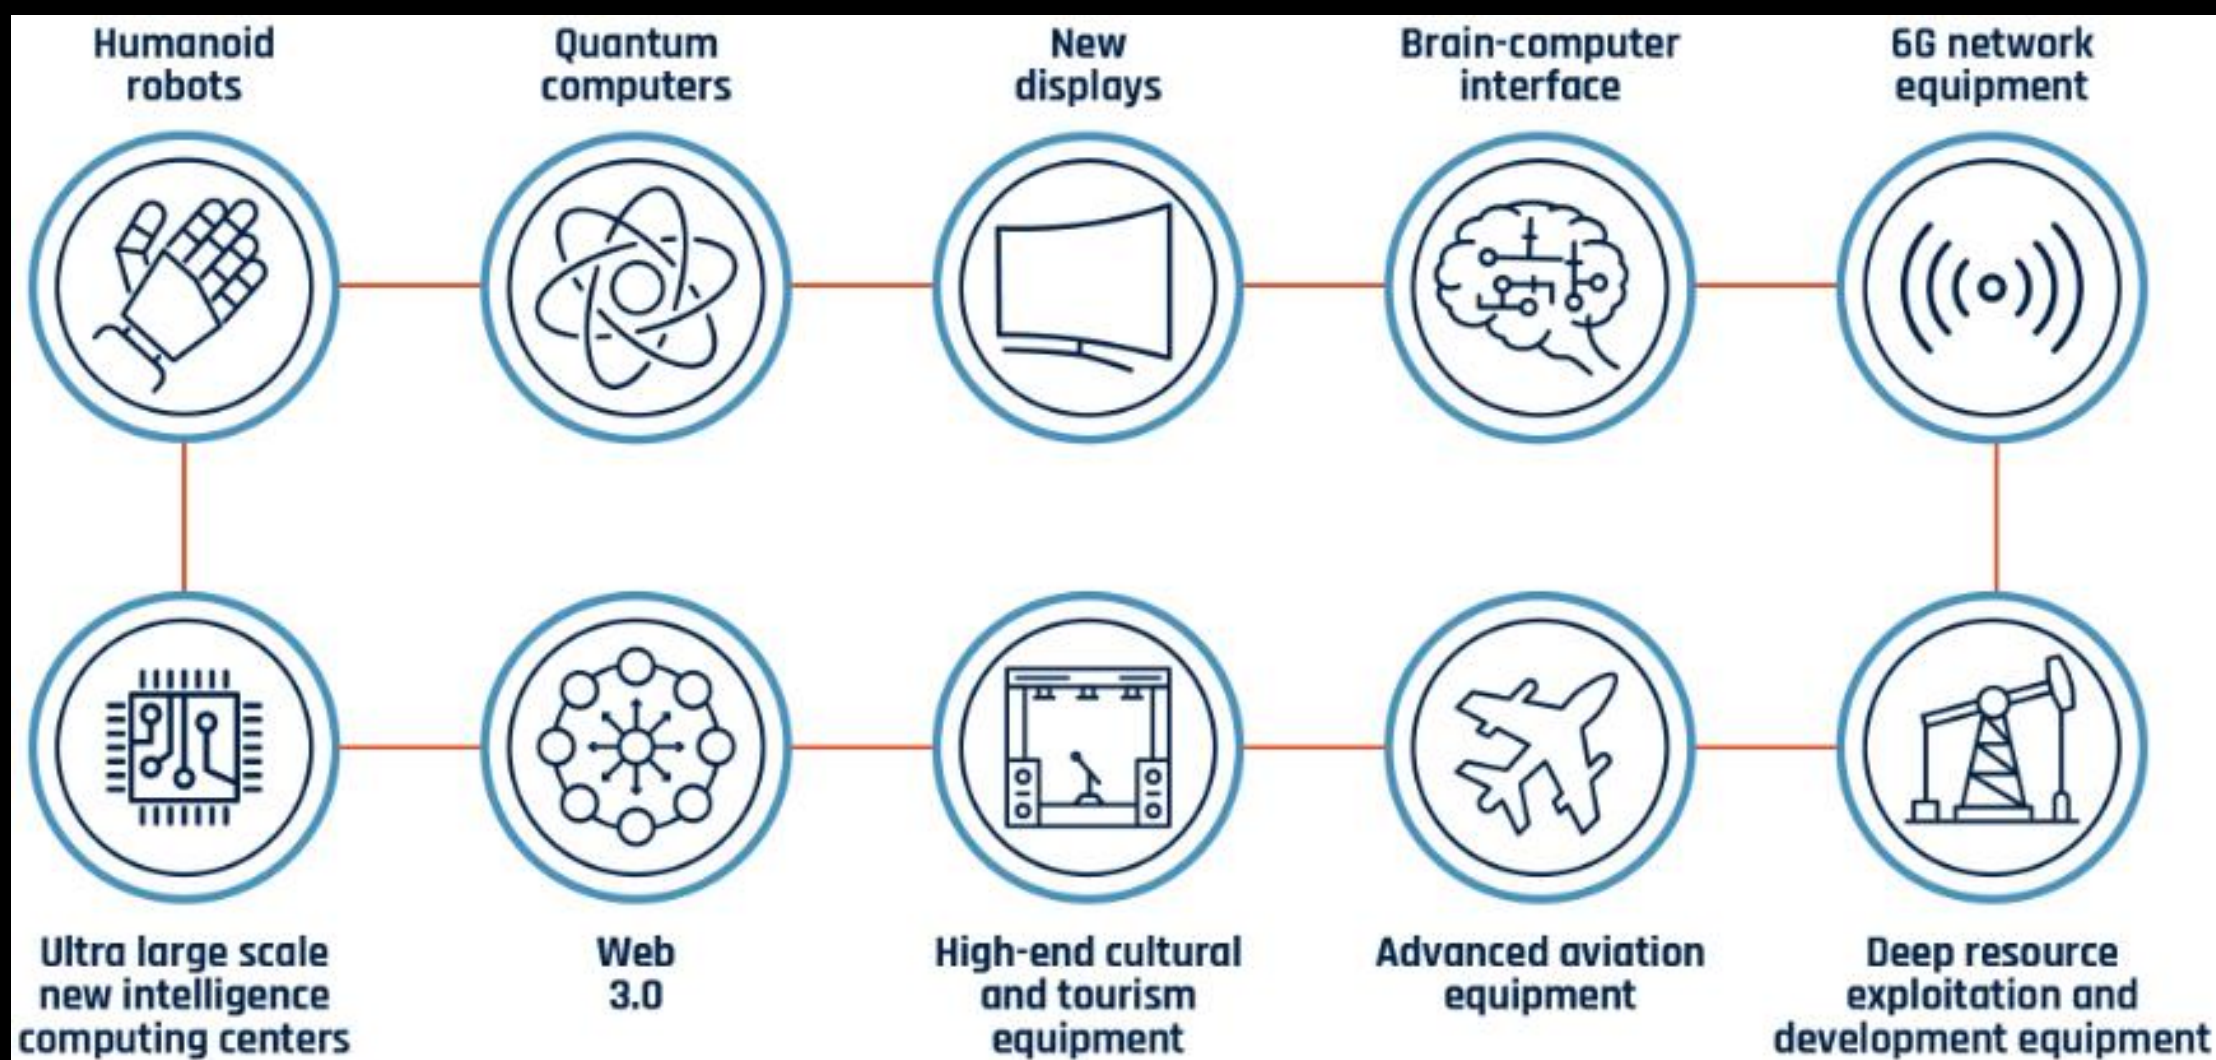 Humanoid
robots
Quantum
computers
New
displays
Brain-computer
interface
6G network
equipment
Ultra large scale
new intelligence
computing centers
Web
3.0
High-end cultural
and tourism
equipment
Advanced aviation
equipment
Deep resource
exploitation and
development equipment